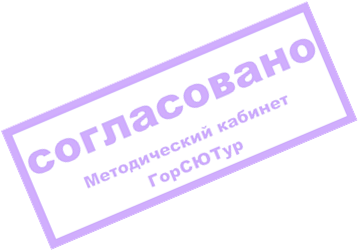 согласовано
Методический кабинет
ГорСЮТур